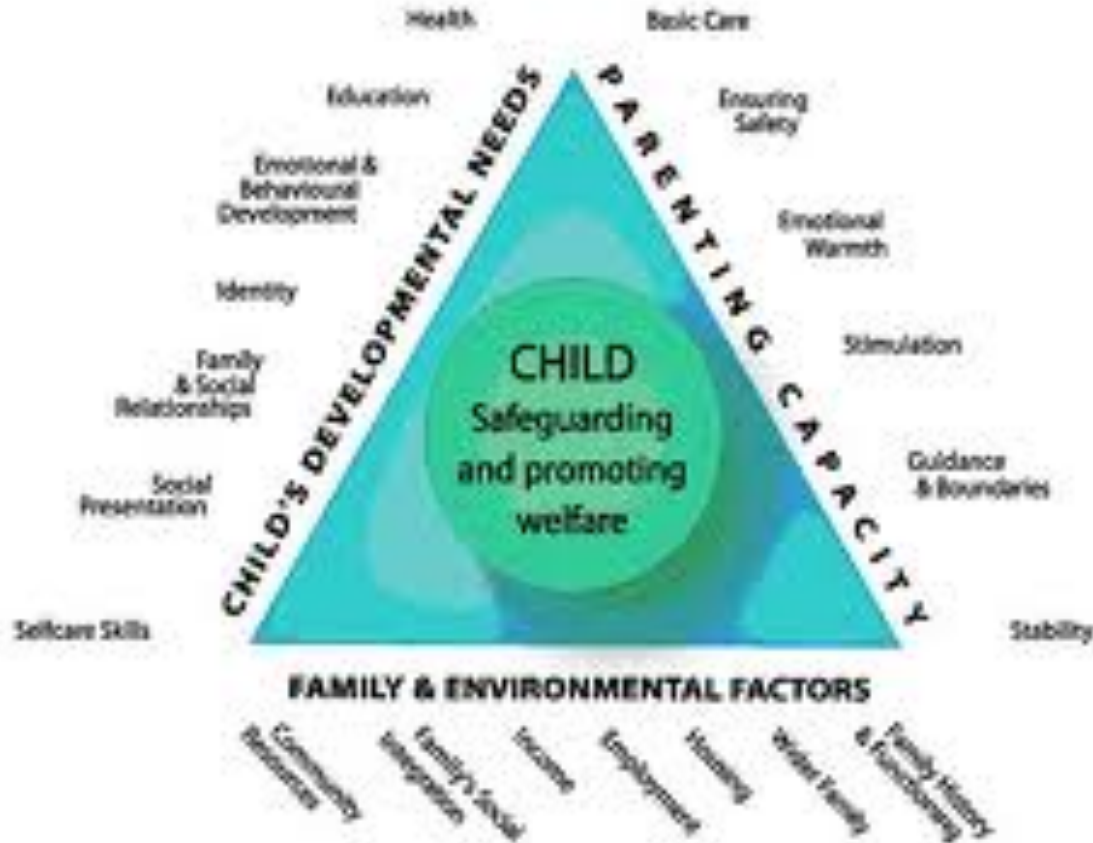 Health
Education
Emotional &
Behavioural
Development
Identity
Family
& Social
Relationships
Social
Presentation
Selfcare Skills
CHILD'S DEVELOPMENTAL NEEDS
Basic Care
Ensuring
Safety
Emotional
Warmth
Stimulation
Guidance
& Boundaries
Stability
PARENTING CAPACITY
CHILD
Safeguarding
and promoting
welfare
FAMILY & ENVIRONMENTAL FACTORS
Community
Resources
Family's Social
Integration
Income
Employment
Housing
Wider Family
Family History
& Functioning